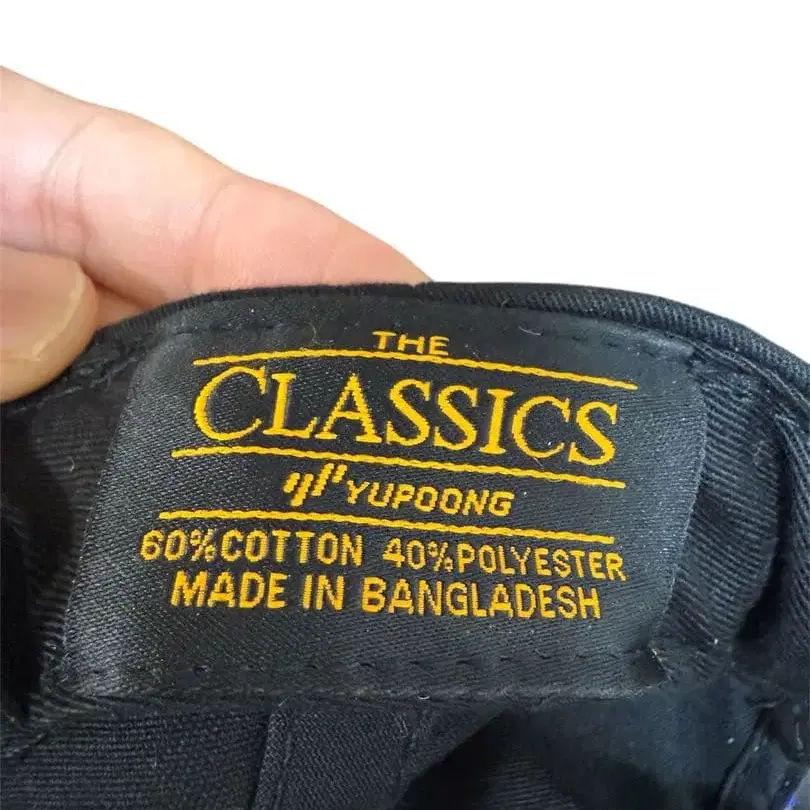 THE
CLASSICS
YUPOONG
60% COTTON 40% POLYESTER
MADE IN BANGLADESH